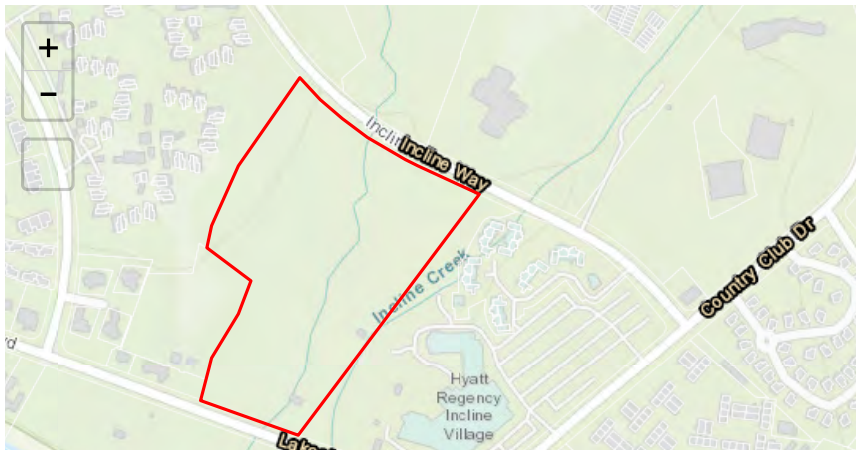 +
−
Incline Way
Country Club Dr
Incline Creek
Hyatt
Regency
Incline
Village